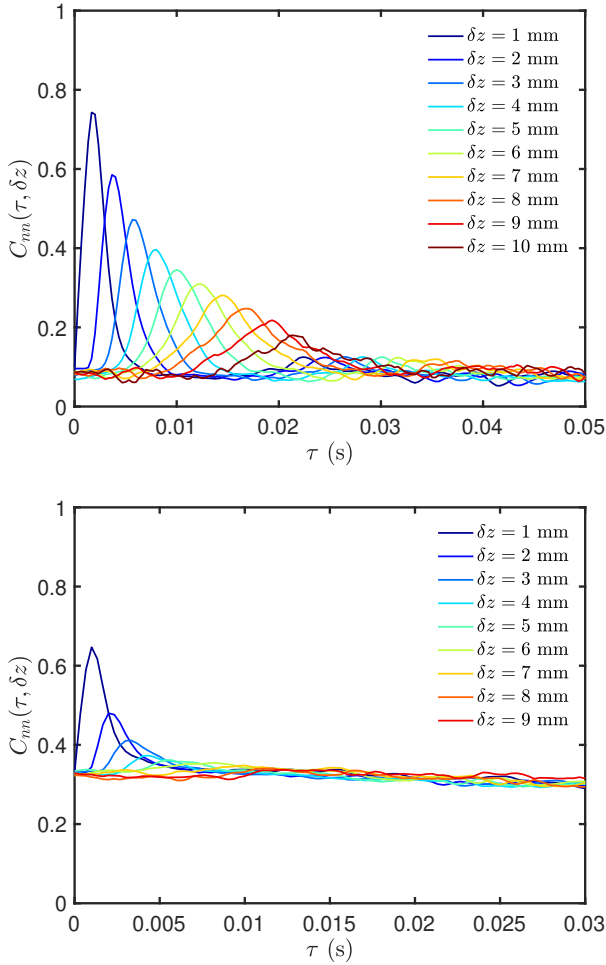 1
0.8
0.6
0.4
0.2
0
C_{nn}(τ, δz)
δz = 1 mm
δz = 2 mm
δz = 3 mm
δz = 4 mm
δz = 5 mm
δz = 6 mm
δz = 7 mm
δz = 8 mm
δz = 9 mm
δz = 10 mm
0 0.01 0.02 0.03 0.04 0.05
τ (s)
1
0.8
0.6
0.4
0.2
0
C_{nn}(τ, δz)
δz = 1 mm
δz = 2 mm
δz = 3 mm
δz = 4 mm
δz = 5 mm
δz = 6 mm
δz = 7 mm
δz = 8 mm
δz = 9 mm
0 0.005 0.01 0.015 0.02 0.025 0.03
τ (s)